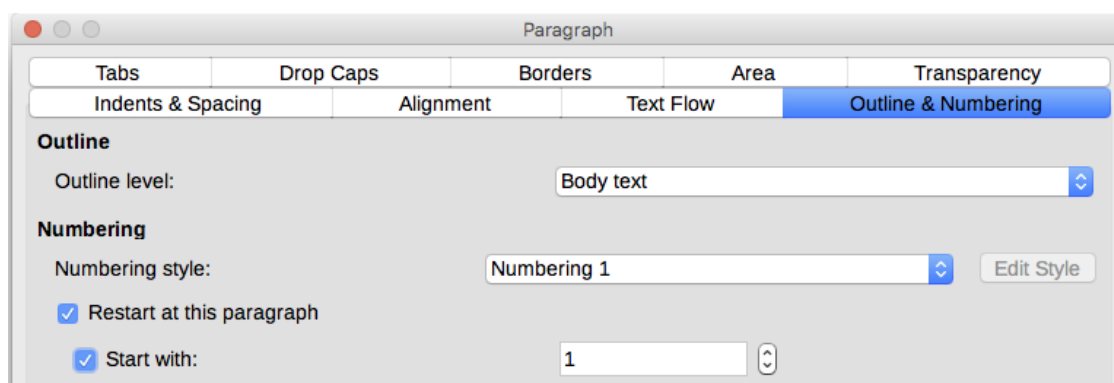 Paragraph
Tabs Drop Caps Borders Area Transparency
Indents & Spacing Alignment Text Flow Outline & Numbering
Outline
Outline level: Body text
Numbering
Numbering style: Numbering 1 Edit Style
Restart at this paragraph
Start with: 1